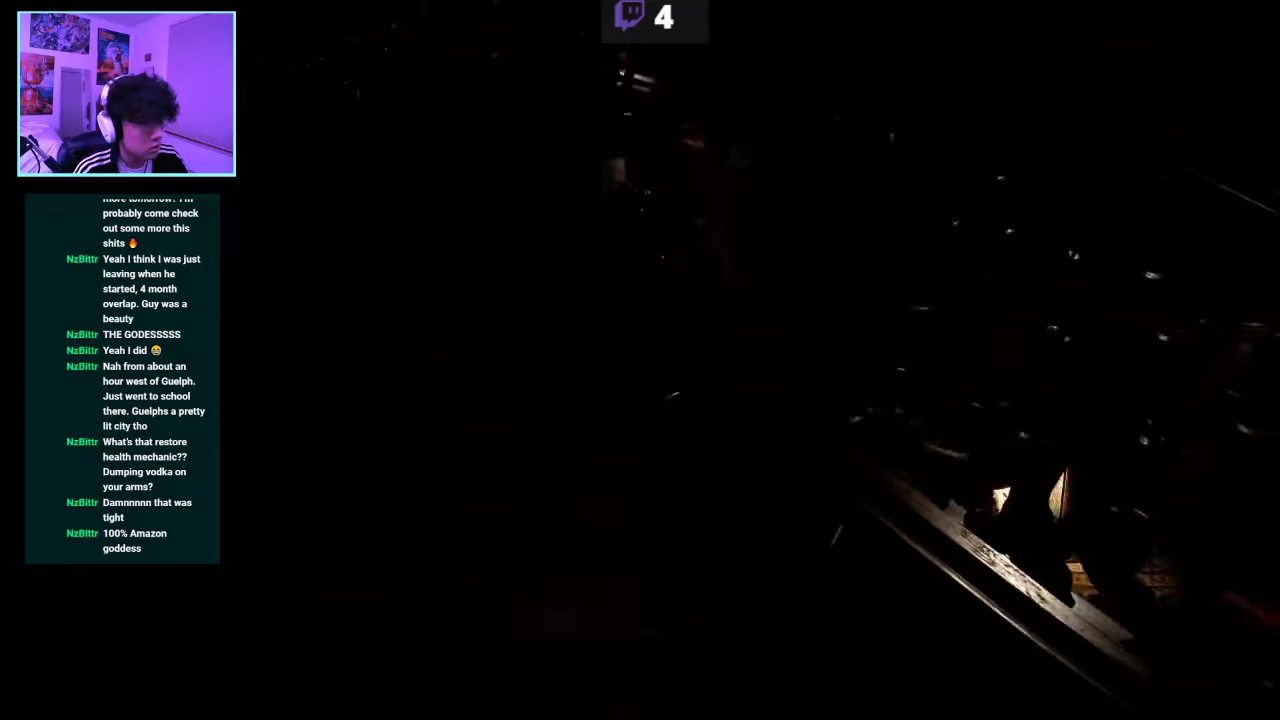 4
more tomorrow? I'm
probably come check
out some more this
shits 🔥
NzBittr Yeah I think I was just
leaving when he
started, 4 month
overlap. Guy was a
beauty
NzBittr THE GODESSSSS
NzBittr Yeah I did 😂
NzBittr Nah from about an
hour west of Guelph.
Just went to school
there. Guelphs a pretty
lit city tho
NzBittr What's that restore
health mechanic??
Dumping vodka on
your arms?
NzBittr Damnnnnn that was
tight
NzBittr 100% Amazon
goddess